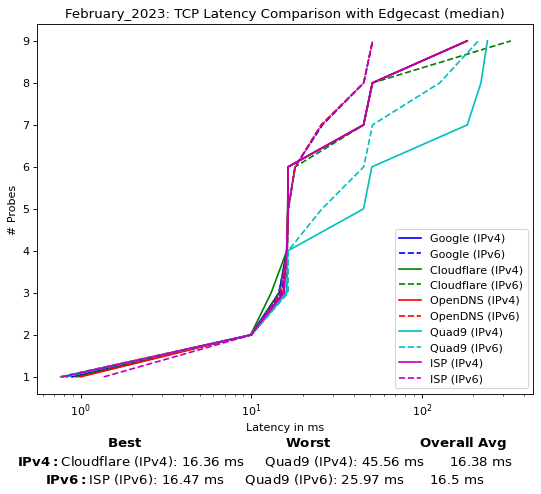 February_2023: TCP Latency Comparison with Edgecast (median)
# Probes
9
8
7
6
5
4
3
2
1
Google (IPv4)
Google (IPv6)
Cloudflare (IPv4)
Cloudflare (IPv6)
OpenDNS (IPv4)
OpenDNS (IPv6)
Quad9 (IPv4)
Quad9 (IPv6)
ISP (IPv4)
ISP (IPv6)
10⁰ 10¹ 10²
Latency in ms
Best Worst Overall Avg
IPv4: Cloudflare (IPv4): 16.36 ms Quad9 (IPv4): 45.56 ms 16.38 ms
IPv6: ISP (IPv6): 16.47 ms Quad9 (IPv6): 25.97 ms 16.5 ms